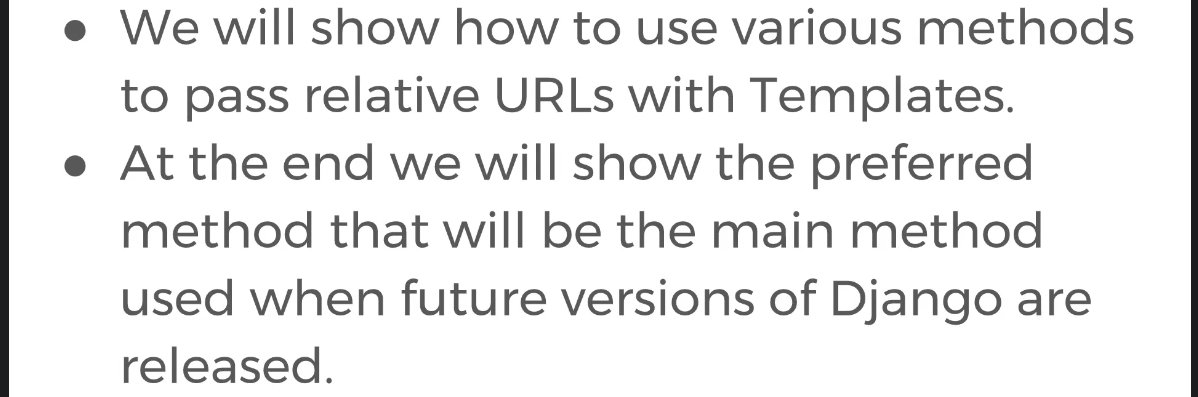 ● We will show how to use various methods
to pass relative URLs with Templates.
● At the end we will show the preferred
method that will be the main method
used when future versions of Django are
released.